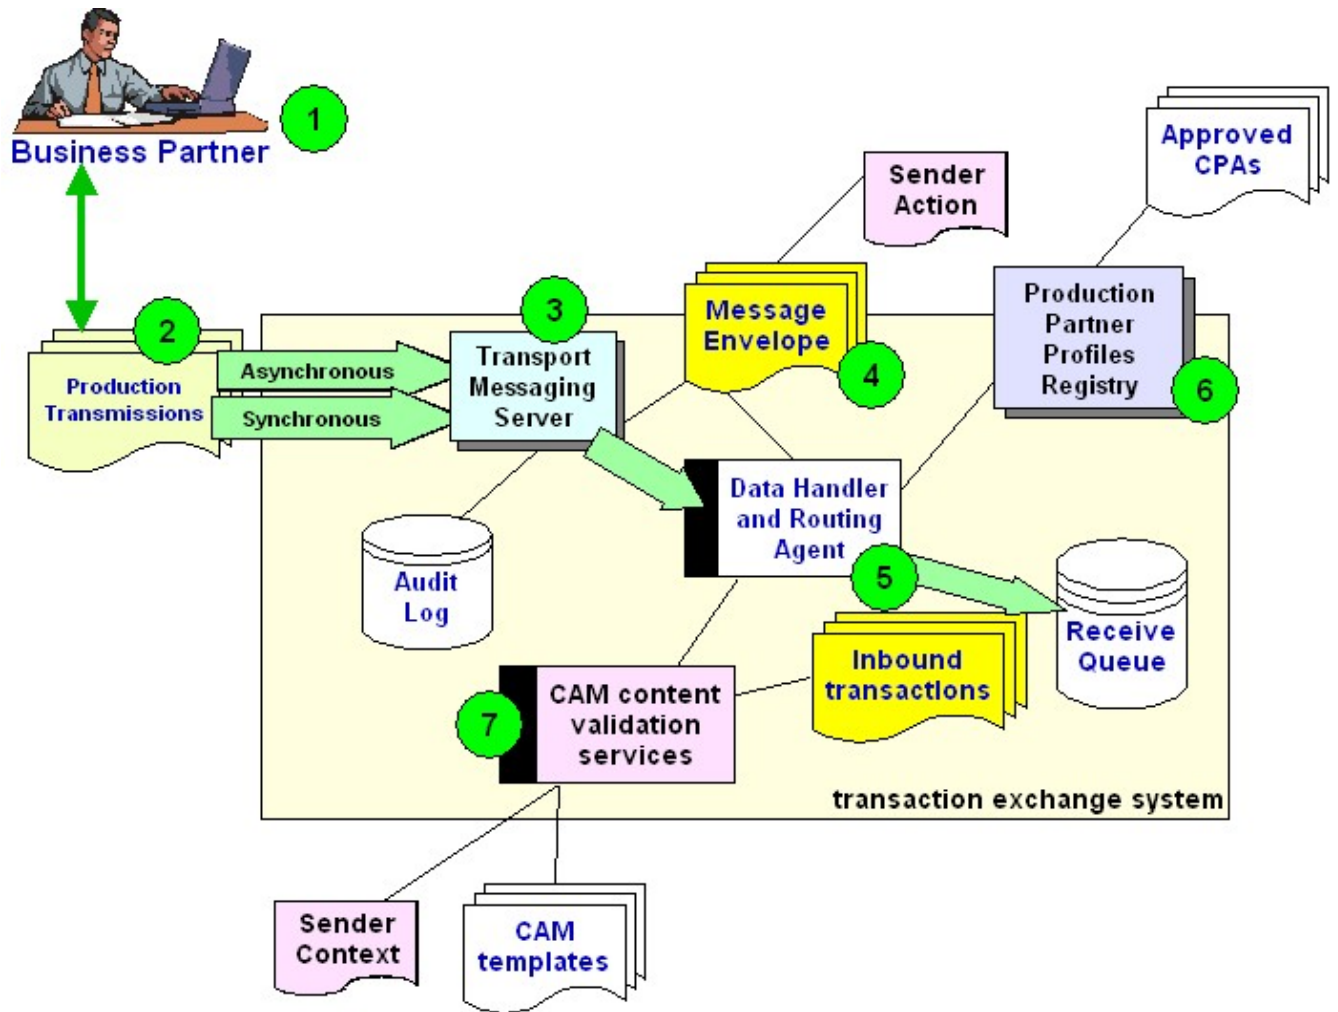 1
Business Partner
Approved
CPAs
Sender
Action
2
Production
Transmissions
Asynchronous
Synchronous
3
Transport
Messaging
Server
Message
Envelope
4
Production
Partner
Profiles
Registry
6
Data Handler
and Routing
Agent
5
Audit
Log
Receive
Queue
Inbound
transactions
7
CAM content
validation
services
transaction exchange system
Sender
Context
CAM
templates